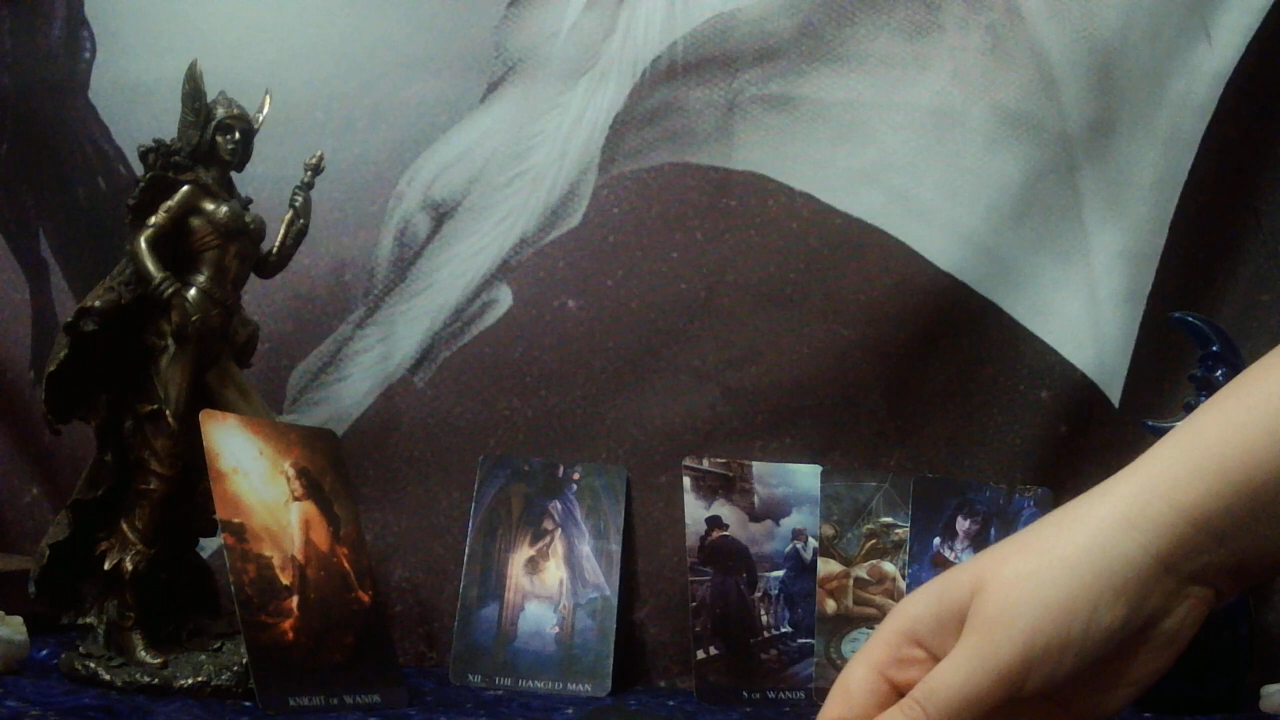 KNIGHT OF WANDS
XII - THE HANGED MAN
5 OF WANDS